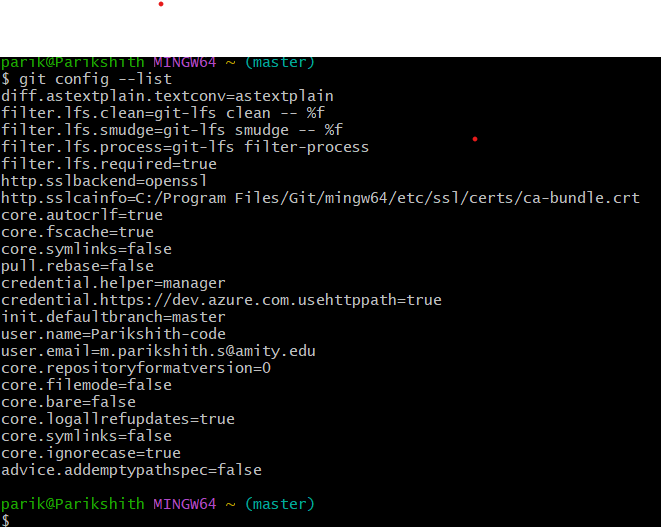 parik@Parikshith MINGW64 ~ (master)
$ git config --list
diff.astextplain.textconv=astextplain
filter.lfs.clean=git-lfs clean -- %f
filter.lfs.smudge=git-lfs smudge -- %f
filter.lfs.process=git-lfs filter-process
filter.lfs.required=true
http.sslbackend=openssl
http.sslcainfo=C:/Program Files/Git/mingw64/etc/ssl/certs/ca-bundle.crt
core.autocrlf=true
core.fscache=true
core.symlinks=false
pull.rebase=false
credential.helper=manager
credential.https://dev.azure.com.usehttppath=true
init.defaultbranch=master
user.name=Parikshith-code
user.email=m.parikshith.s@amity.edu
core.repositoryformatversion=0
core.filemode=false
core.bare=false
core.logallrefupdates=true
core.symlinks=false
core.ignorecase=true
advice.addemptypathspec=false
parik@Parikshith MINGW64 ~ (master)
$